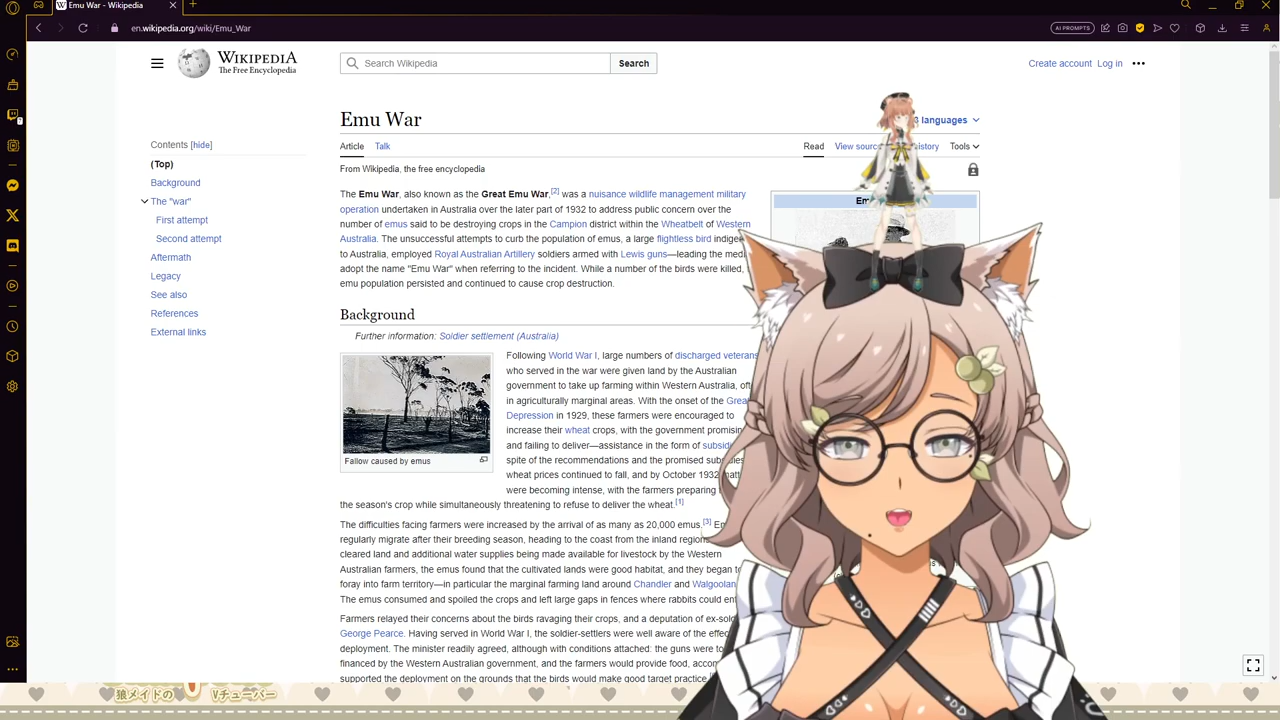 Emu War - Wikipedia
en.wikipedia.org/wiki/Emu_War
AI PROMPTS
WIKIPEDIA
The Free Encyclopedia
Search Wikipedia
Search
Create account Log in
Emu War
languages
Article Talk
Read View source history Tools
From Wikipedia, the free encyclopedia
Contents [hide]
(Top)
Background
The "war"
First attempt
Second attempt
Aftermath
Legacy
See also
References
External links
The Emu War, also known as the Great Emu War,[2] was a nuisance wildlife management military
operation undertaken in Australia over the later part of 1932 to address public concern over the
number of emus said to be destroying crops in the Campion district within the Wheatbelt of Western
Australia. The unsuccessful attempts to curb the population of emus, a large flightless bird
to Australia, employed Royal Australian Artillery soldiers armed with Lewis guns—leading the
adopt the name "Emu War" when referring to the incident. While a number of the birds were killed,
emu population persisted and continued to cause crop destruction.
Background
Further information: Soldier settlement (Australia)
Fallow caused by emus
Following World War I, large numbers of discharged veterans
who served in the war were given land by the Australian
government to take up farming within Western Australia,
in agriculturally marginal areas. With the onset of the
Depression in 1929, these farmers were encouraged to
increase their wheat crops, with the government
and failing to deliver—assistance in the form of
spite of the recommendations and the promised
wheat prices continued to fall, and by October 1932
were becoming intense, with the farmers preparing
the season's crop while simultaneously threatening to refuse to deliver the wheat.[1]
The difficulties facing farmers were increased by the arrival of as many as 20,000 emus.[3]
regularly migrate after their breeding season, heading to the coast from the inland
cleared land and additional water supplies being made available for livestock by the Western
Australian farmers, the emus found that the cultivated lands were good habitat, and they began
foray into farm territory—in particular the marginal farming land around Chandler and Walgoolan
The emus consumed and spoiled the crops and left large gaps in fences where rabbits could
Farmers relayed their concerns about the birds ravaging their crops, and a deputation of
George Pearce. Having served in World War I, the soldier-settlers were well aware of the
deployment. The minister readily agreed, although with conditions attached: the guns were
financed by the Western Australian government, and the farmers would provide food,
supported the deployment on the grounds that the birds would make good target practice
狼メイドの Vチューバー